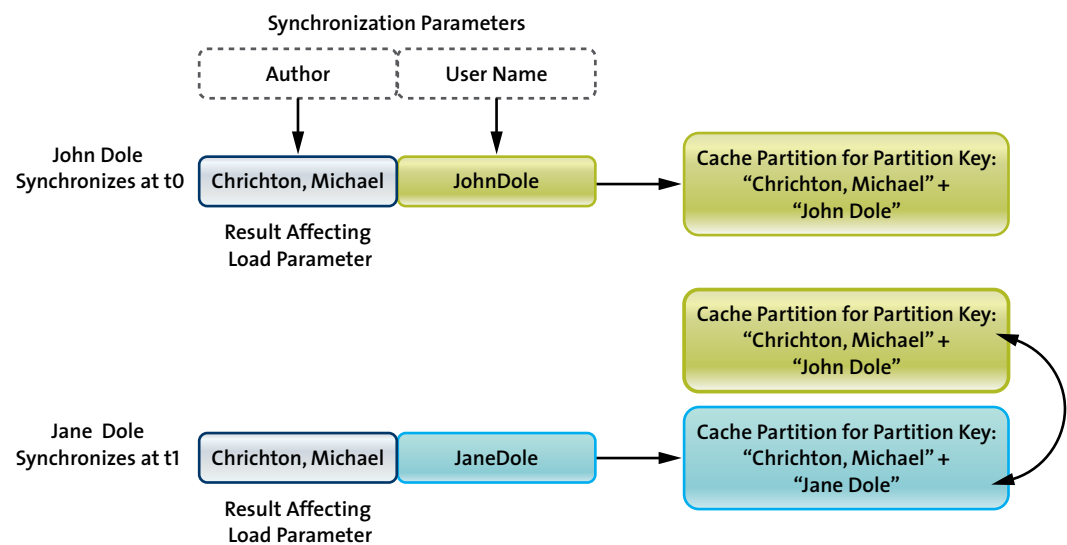 Synchronization Parameters
Author
User Name
John Dole
Synchronizes at t0
Chrichton, Michael
JohnDole
Cache Partition for Partition Key:
“Chrichton, Michael” +
“John Dole”
Result Affecting
Load Parameter
Cache Partition for Partition Key:
“Chrichton, Michael” +
“John Dole”
Jane Dole
Synchronizes at t1
Chrichton, Michael
JaneDole
Cache Partition for Partition Key:
“Chrichton, Michael” +
“Jane Dole”
Result Affecting
Load Parameter